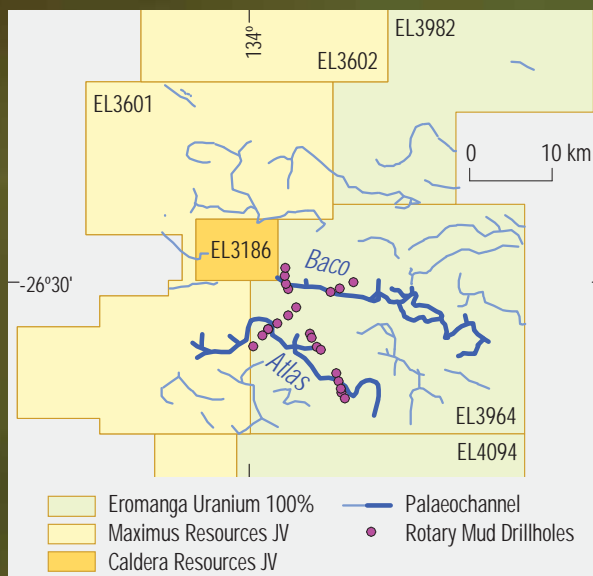 134°
EL3982
EL3602
EL3601
0 10 km
EL3186
Baco
-26°30'
Atlas
EL3964
EL4094
Eromanga Uranium 100%
Palaeochannel
Maximus Resources JV
Rotary Mud Drillholes
Caldera Resources JV